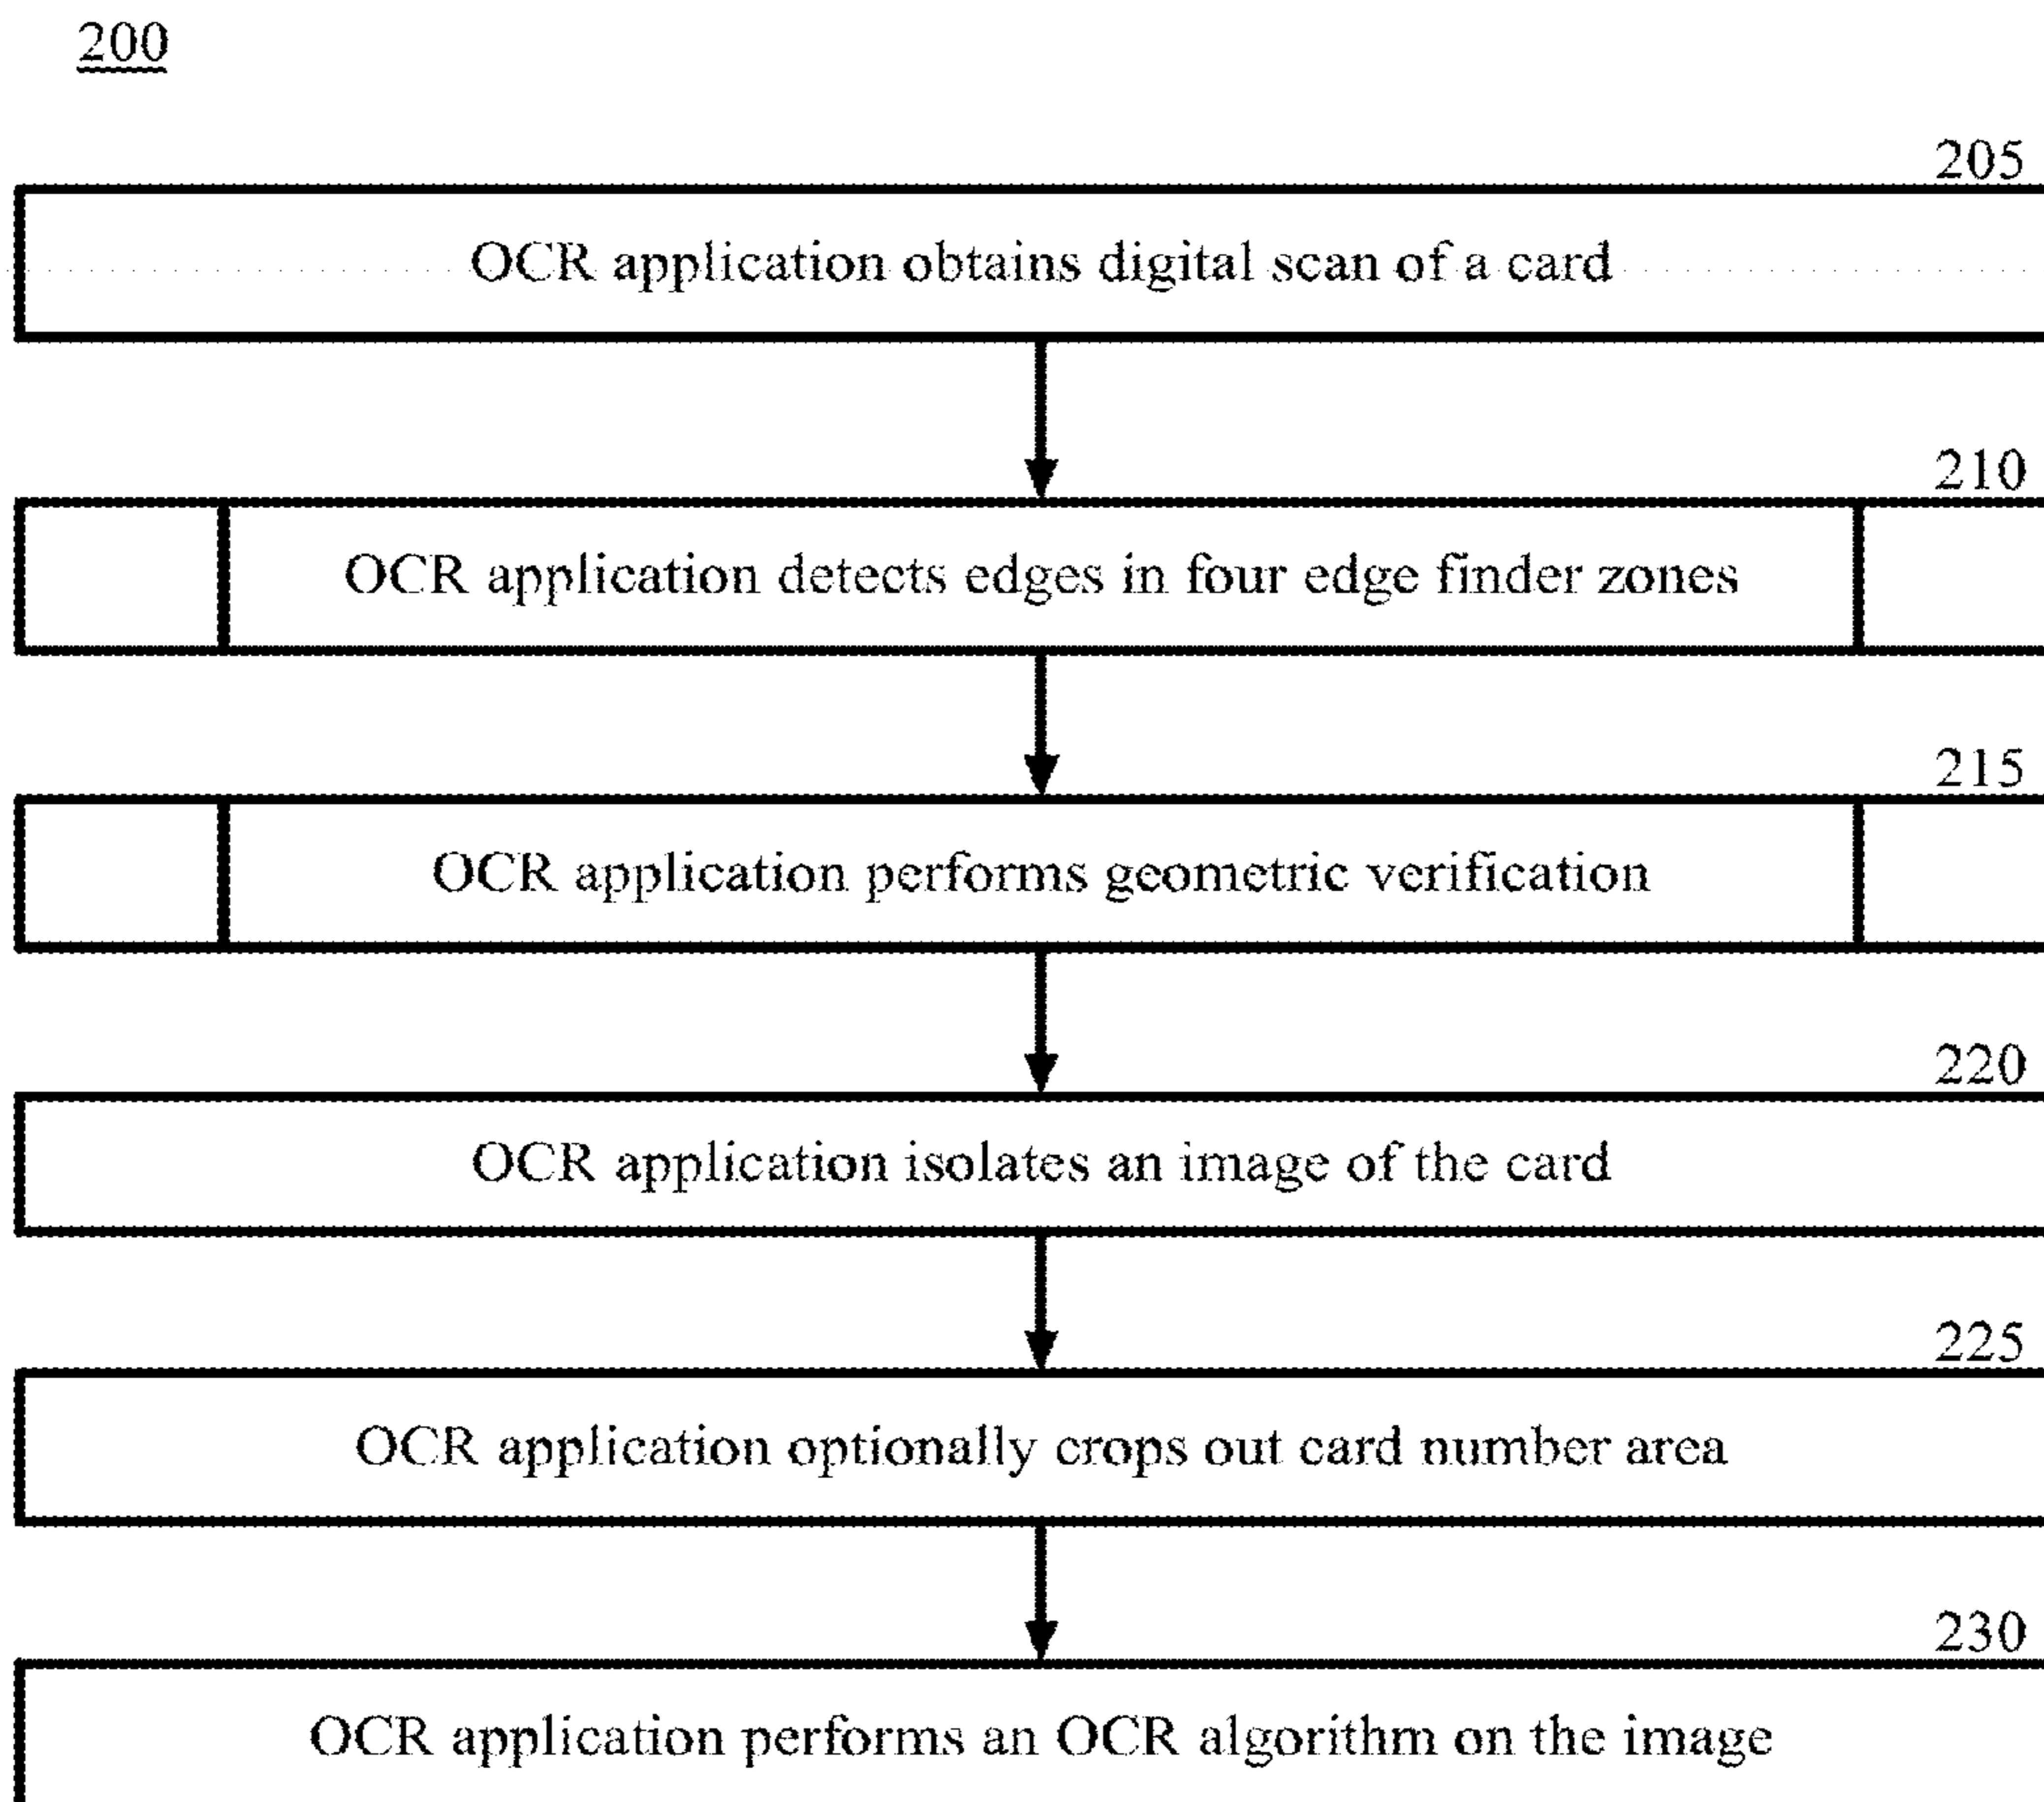 200
205
OCR application obtains digital scan of a card
210
OCR application detects edges in four edge finder zones
215
OCR application performs geometric verification
220
OCR application isolates an image of the card
225
OCR application optionally crops out card number area
230
OCR application performs an OCR algorithm on the image